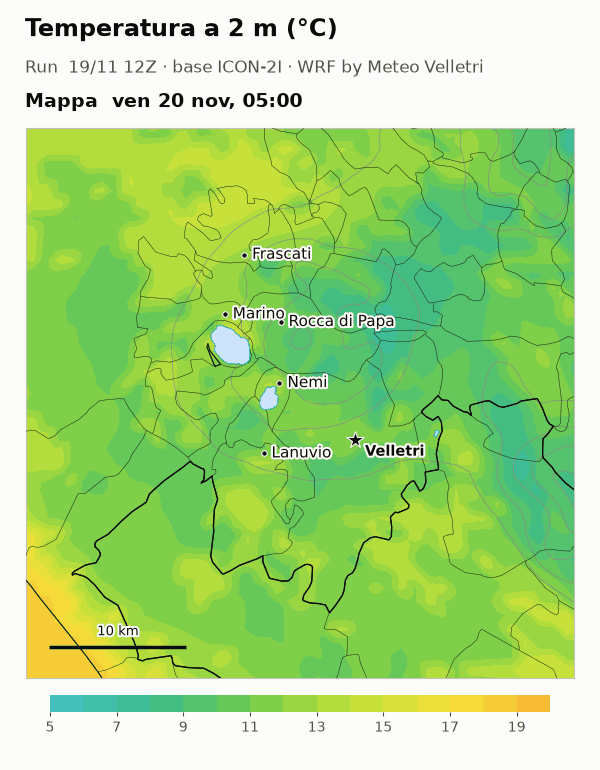 Temperatura a 2 m (°C)
Run  19/11 12Z · base ICON-2I · WRF by Meteo Velletri
Mappa  ven 20 nov, 05:00
Frascati
Marino
Rocca di Papa
Nemi
Velletri
Lanuvio
10 km
5 7 9 11 13 15 17 19